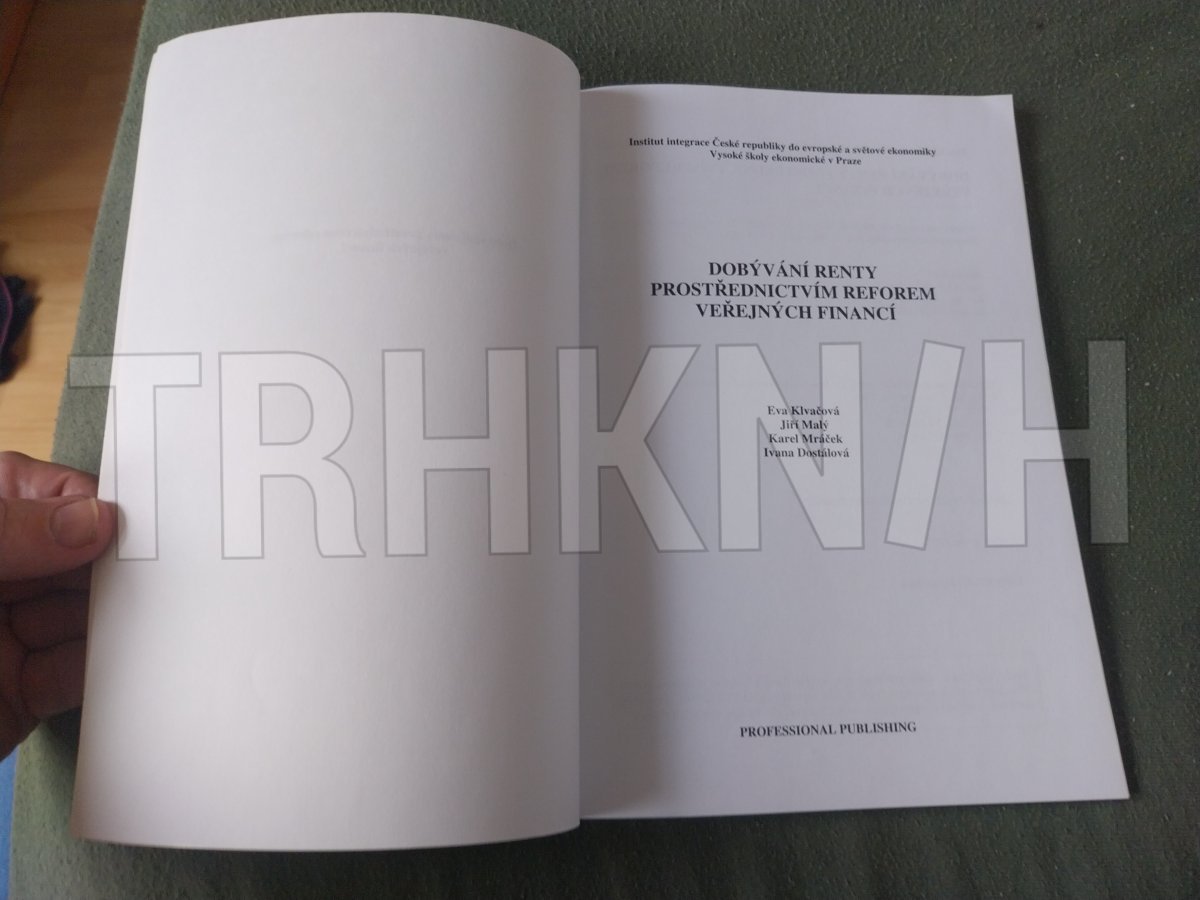 Institut integrace České republiky do evropské a světové ekonomiky
Vysoké školy ekonomické v Praze
DOBÝVÁNÍ RENTY
PROSTŘEDNICTVÍM REFOREM
VEŘEJNÝCH FINANCÍ
TRHKN/H
Eva Klvačová
Jiří Malý
Karel Mráček
Ivana Dostálová
PROFESSIONAL PUBLISHING